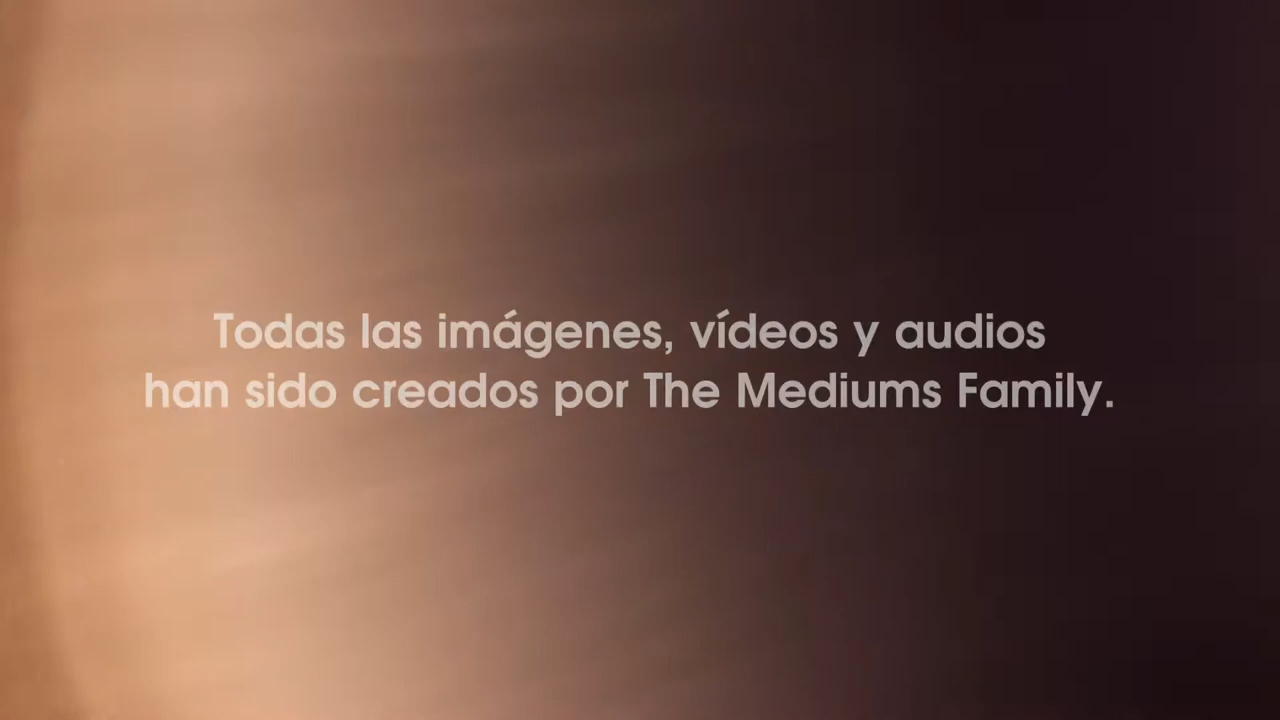 Todas las imágenes, vídeos y audios
han sido creados por The Mediums Family.